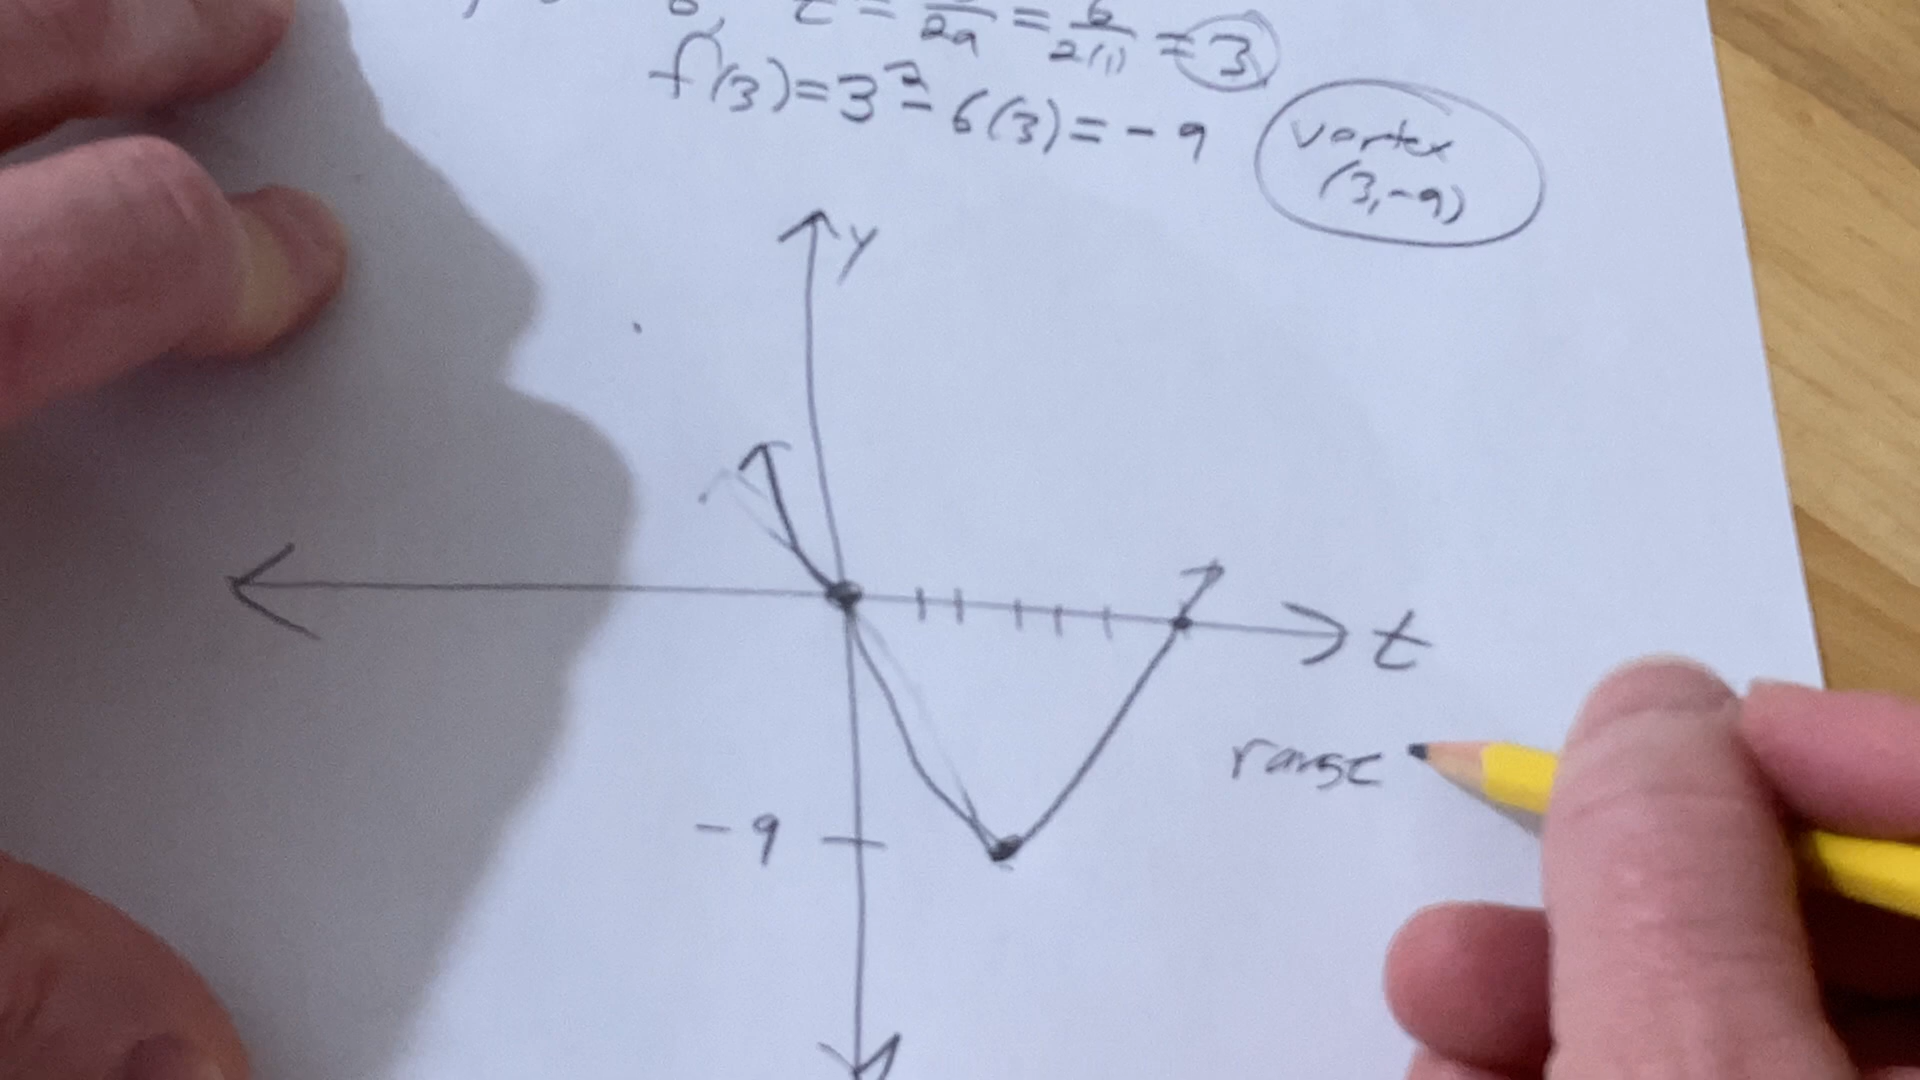 t = /2a = 6/2(1) = 3
f(3) = 3² - 6(3) = -9
vertex
(3,-9)
y
t
range
-9